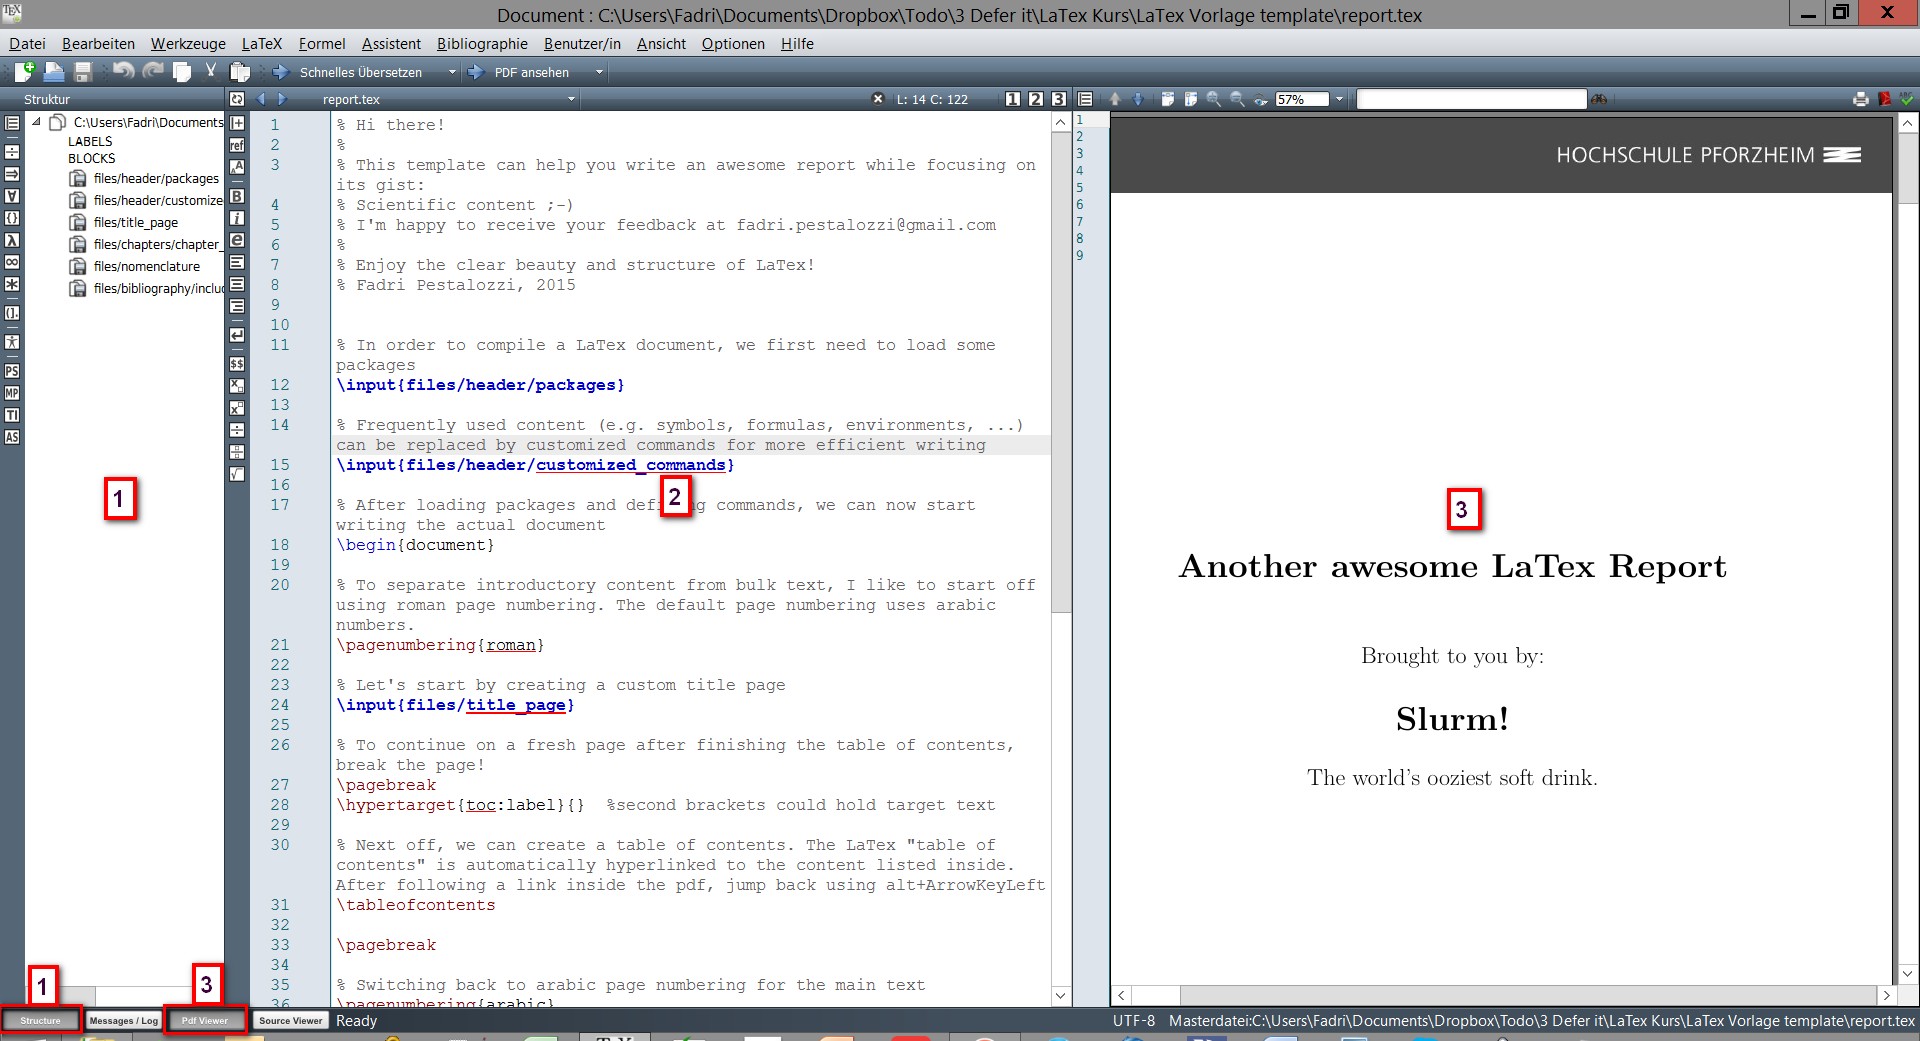 Document : C:\Users\Fadri\Documents\Dropbox\Todo\3 Defer it\LaTex Kurs\LaTex Vorlage template\report.tex
Datei Bearbeiten Werkzeuge LaTeX Formel Assistent Bibliographie Benutzer/in Ansicht Optionen Hilfe
Schnelles Übersetzen PDF ansehen
Struktur report.tex L: 14 C: 122 1 2 3 57%
C:\Users\Fadri\Documents
LABELS
BLOCKS
files/header/packages
files/header/customize
files/title_page
files/chapters/chapter_
files/nomenclature
files/bibliography/inclu
PS
MP
TI
AS
ref
B
i
e
$$
1
1 % Hi there!
2 %
3 % This template can help you write an awesome report while focusing on
its gist:
4 % Scientific content ;-)
5 % I'm happy to receive your feedback at fadri.pestalozzi@gmail.com
6 %
7 % Enjoy the clear beauty and structure of LaTex!
8 % Fadri Pestalozzi, 2015
9
10
11 % In order to compile a LaTex document, we first need to load some
packages
12 \input{files/header/packages}
13
14 % Frequently used content (e.g. symbols, formulas, environments, ...)
can be replaced by customized commands for more efficient writing
15 \input{files/header/customized_commands}
16
2
17 % After loading packages and def g commands, we can now start
writing the actual document
18 \begin{document}
19
20 % To separate introductory content from bulk text, I like to start off
using roman page numbering. The default page numbering uses arabic
numbers.
21 \pagenumbering{roman}
22
23 % Let's start by creating a custom title page
24 \input{files/title_page}
25
26 % To continue on a fresh page after finishing the table of contents,
break the page!
27 \pagebreak
28 \hypertarget{toc:label}{} %second brackets could hold target text
29
30 % Next off, we can create a table of contents. The LaTex "table of
contents" is automatically hyperlinked to the content listed inside.
After following a link inside the pdf, jump back using alt+ArrowKeyLeft
31 \tableofcontents
32
33 \pagebreak
34
35 % Switching back to arabic page numbering for the main text
36 \pagenumbering{arabic}
1
2
3
4
5
6
7
8
9
HOCHSCHULE PFORZHEIM
3
Another awesome LaTex Report
Brought to you by:
Slurm!
The world's ooziest soft drink.
1 3
Structure Messages / Log Pdf Viewer Source Viewer Ready UTF-8 Masterdatei:C:\Users\Fadri\Documents\Dropbox\Todo\3 Defer it\LaTex Kurs\LaTex Vorlage template\report.tex